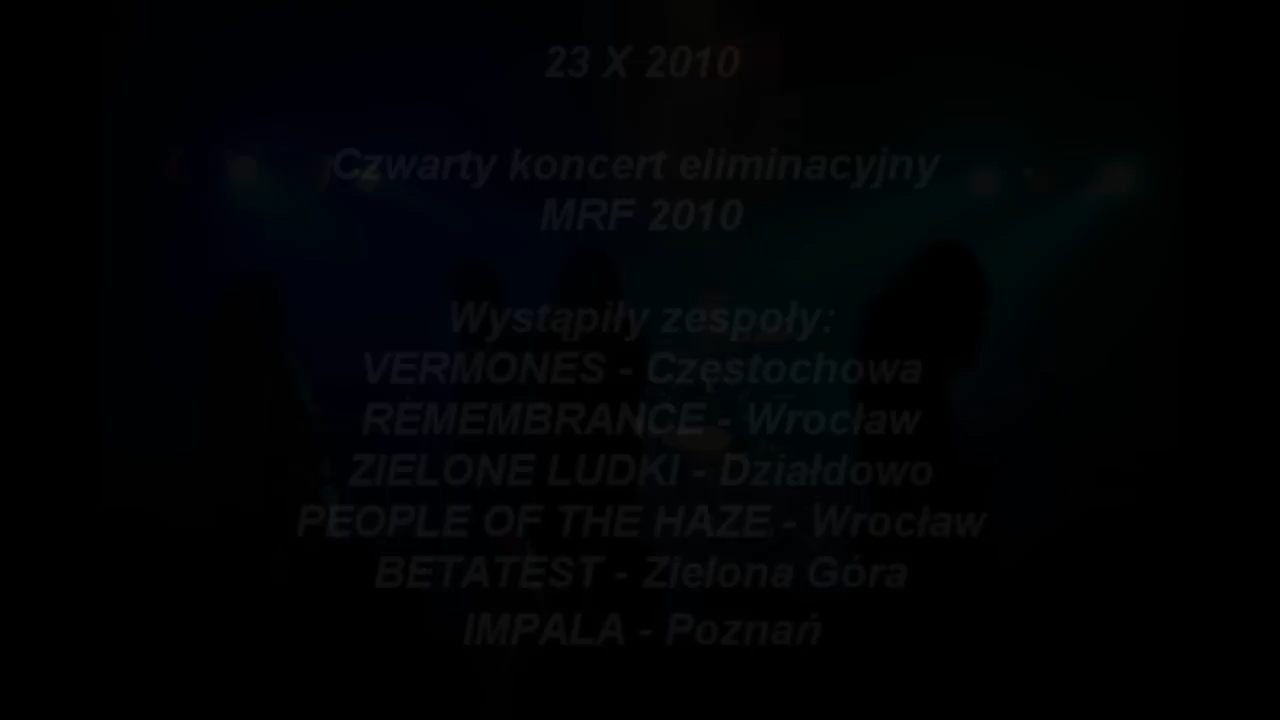 23 X 2010
Czwarty koncert eliminacyjny
MRF 2010
Wystąpiły zespoły:
VERMONES - Częstochowa
REMEMBRANCE - Wrocław
ZIELONE LUDKI - Działdowo
PEOPLE OF THE HAZE - Wrocław
BETATEST - Zielona Góra
IMPALA - Poznań